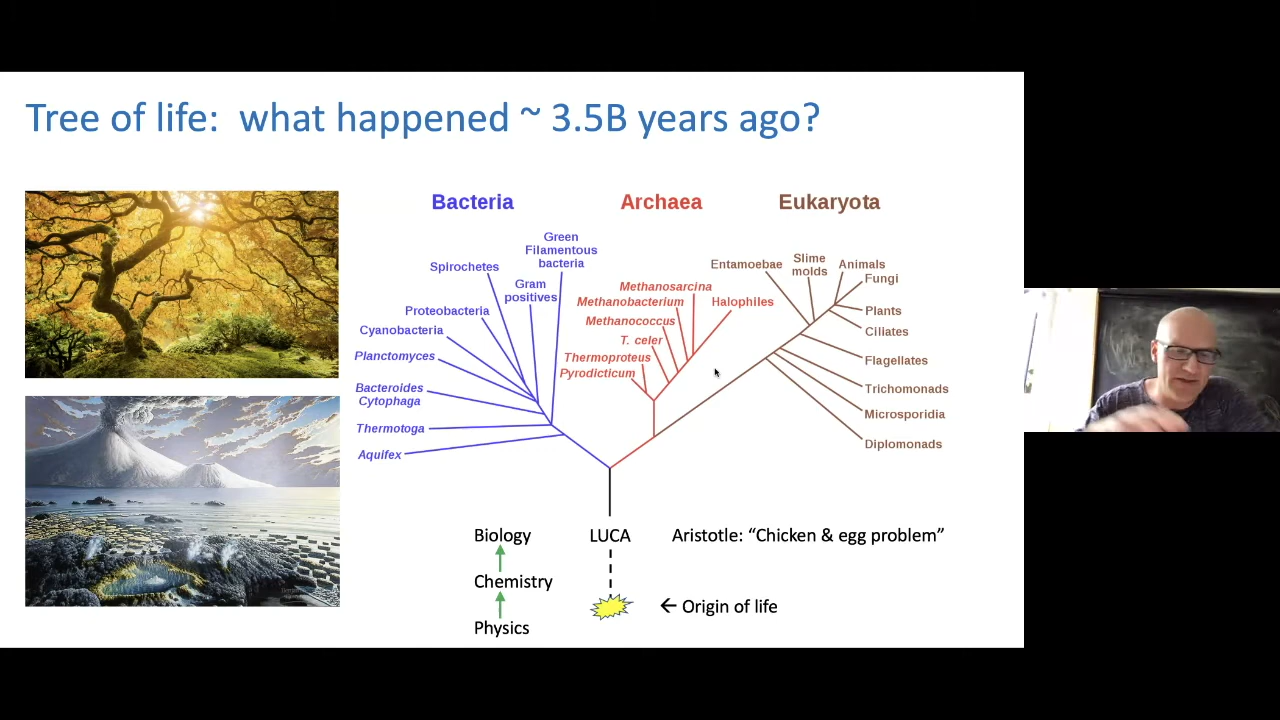 Tree of life: what happened ~ 3.5B years ago?
Bacteria
Archaea
Eukaryota
Green
Filamentous
bacteria
Spirochetes
Gram
positives
Proteobacteria
Cyanobacteria
Planctomyces
Bacteroides
Cytophaga
Thermotoga
Aquifex
Methanosarcina
Methanobacterium
Halophiles
Methanococcus
T. celer
Thermoproteus
Pyrodicticum
Entamoebae
Slime
molds
Animals
Fungi
Plants
Ciliates
Flagellates
Trichomonads
Microsporidia
Diplomonads
Biology
Chemistry
Physics
LUCA
Aristotle: “Chicken & egg problem”
← Origin of life